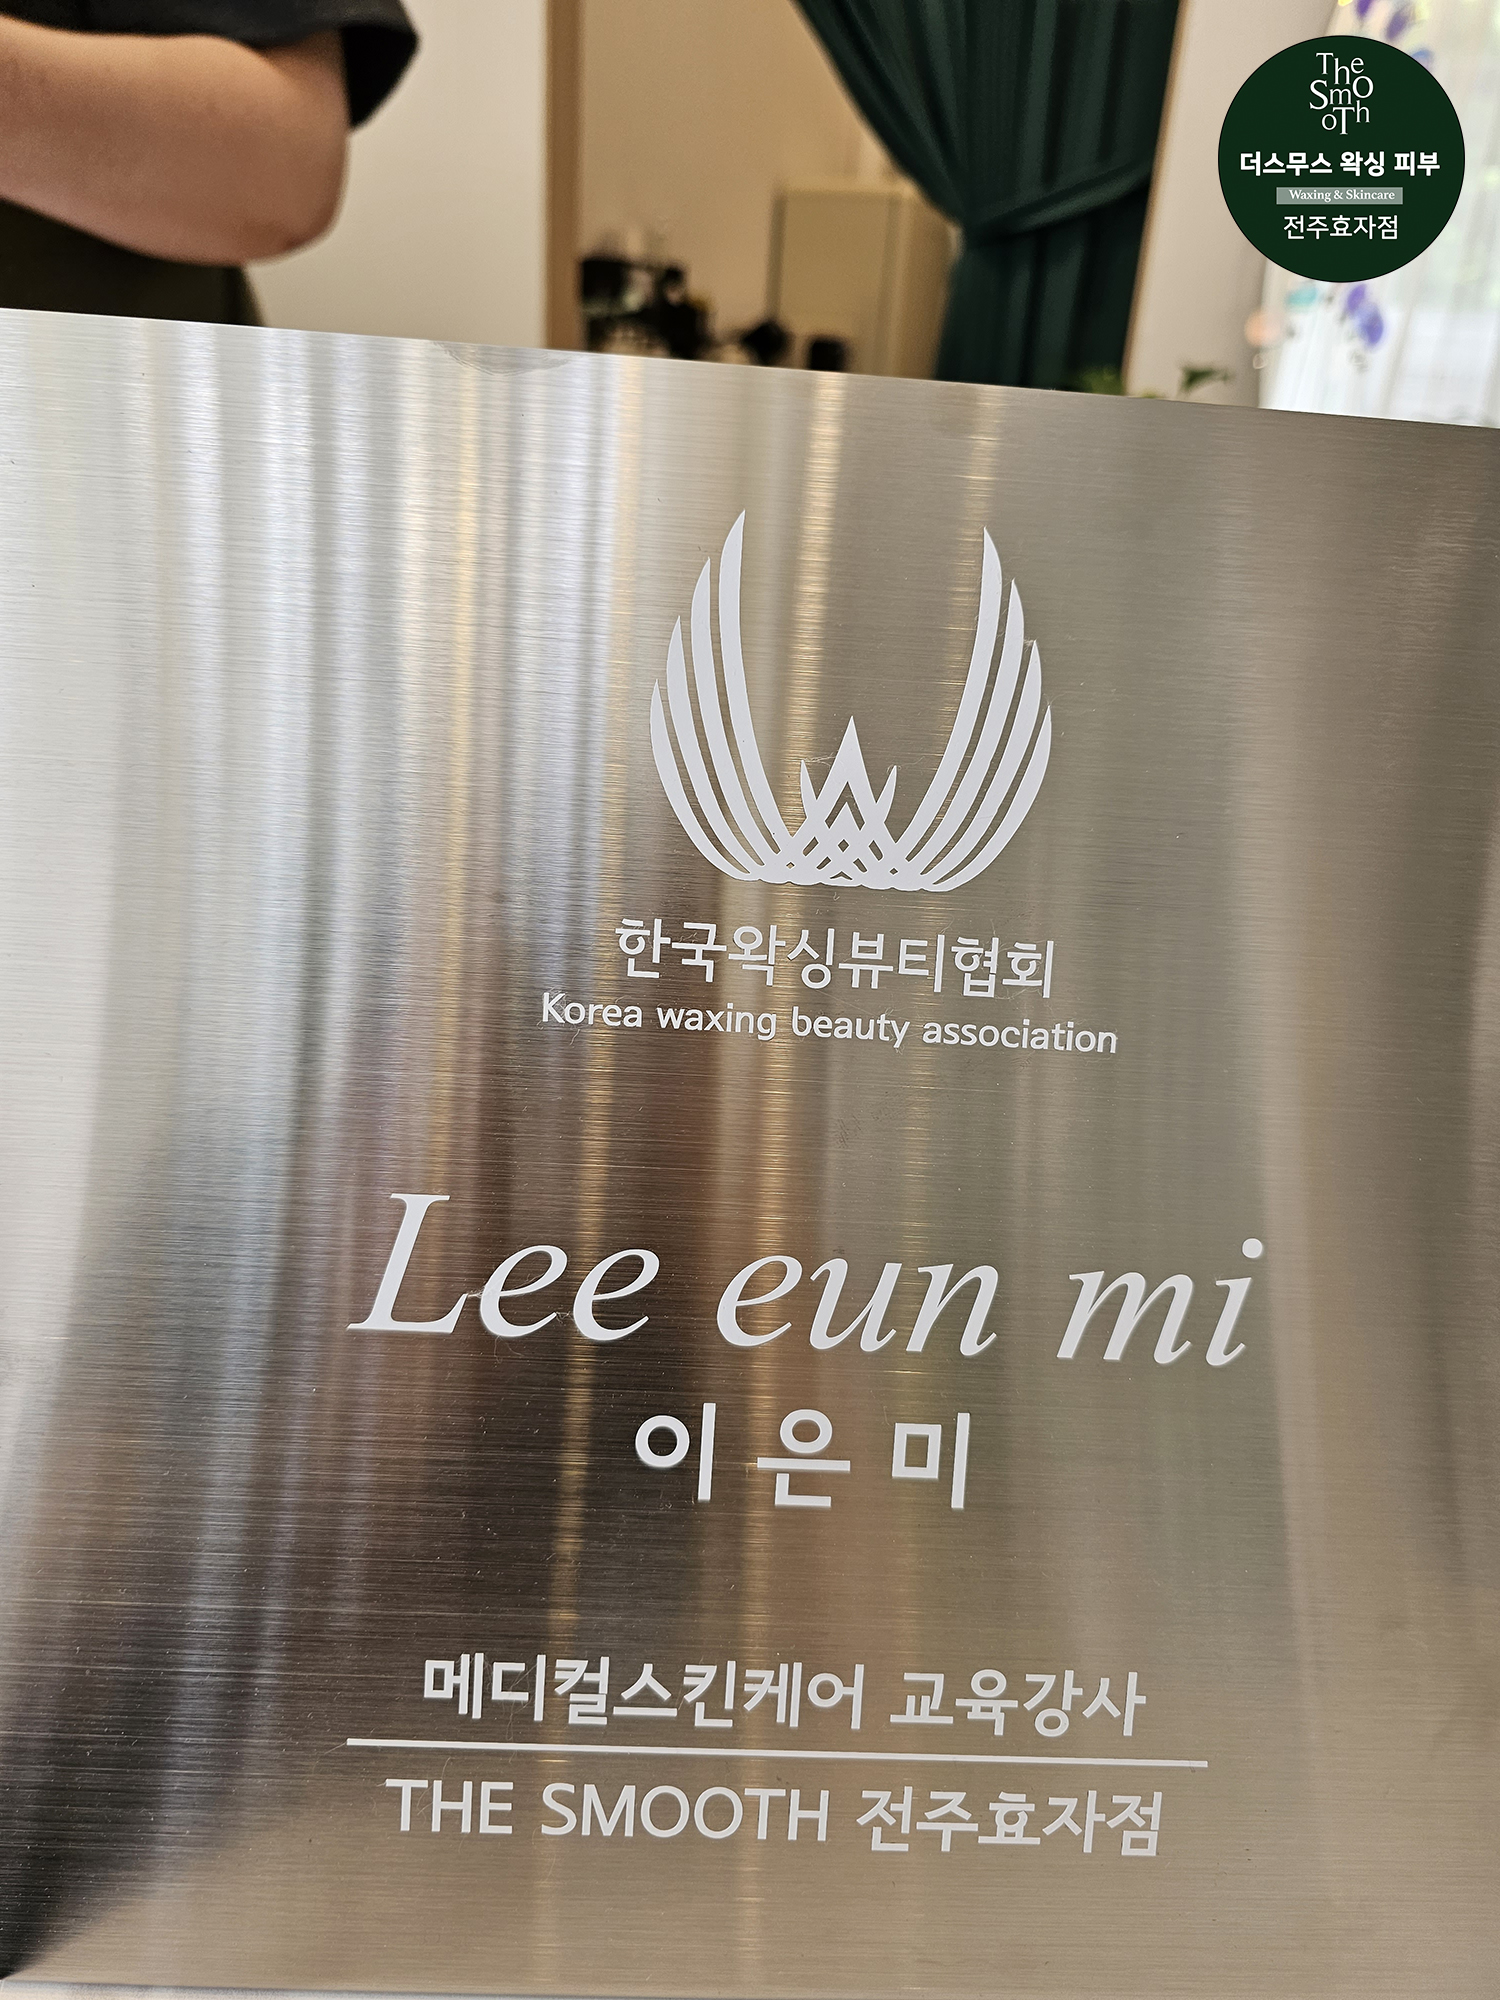 The
SmO
oTh
더스무스 왁싱 피부
Waxing & Skincare
전주효자점
한국왁싱뷰티협회
Korea waxing beauty association
Lee eun mi
이은미
메디컬스킨케어 교육강사
THE SMOOTH 전주효자점